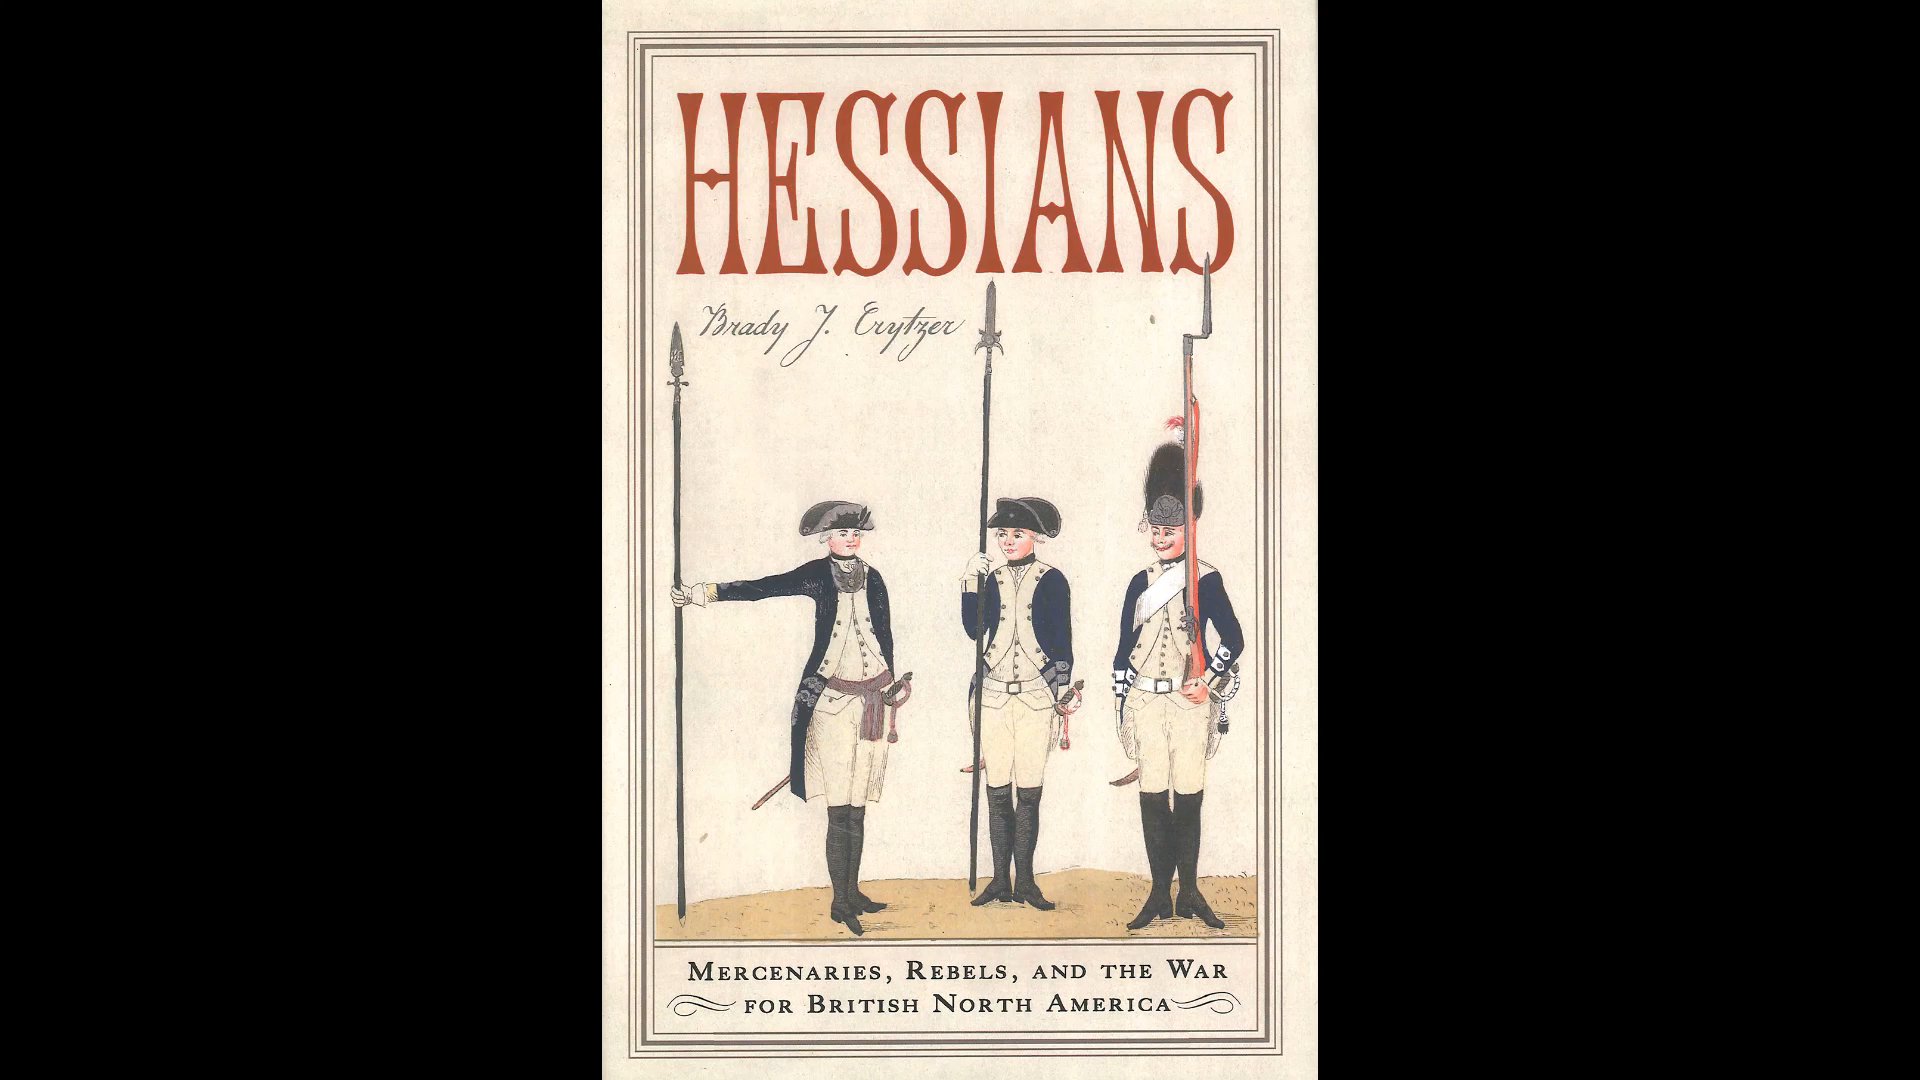 HESSIANS
Brady J. Crytzer
MERCENARIES, REBELS, AND THE WAR
FOR BRITISH NORTH AMERICA